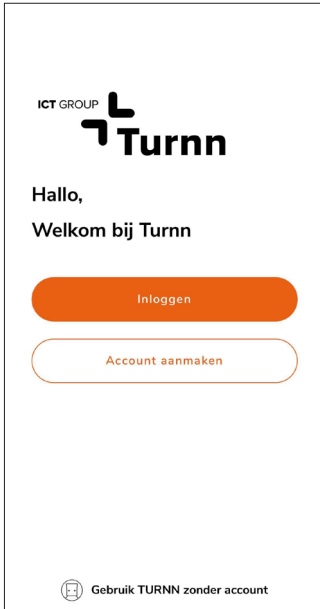 ICT GROUP
Turnn
Hallo,
Welkom bij Turnn
Inloggen
Account aanmaken
Gebruik TURNN zonder account